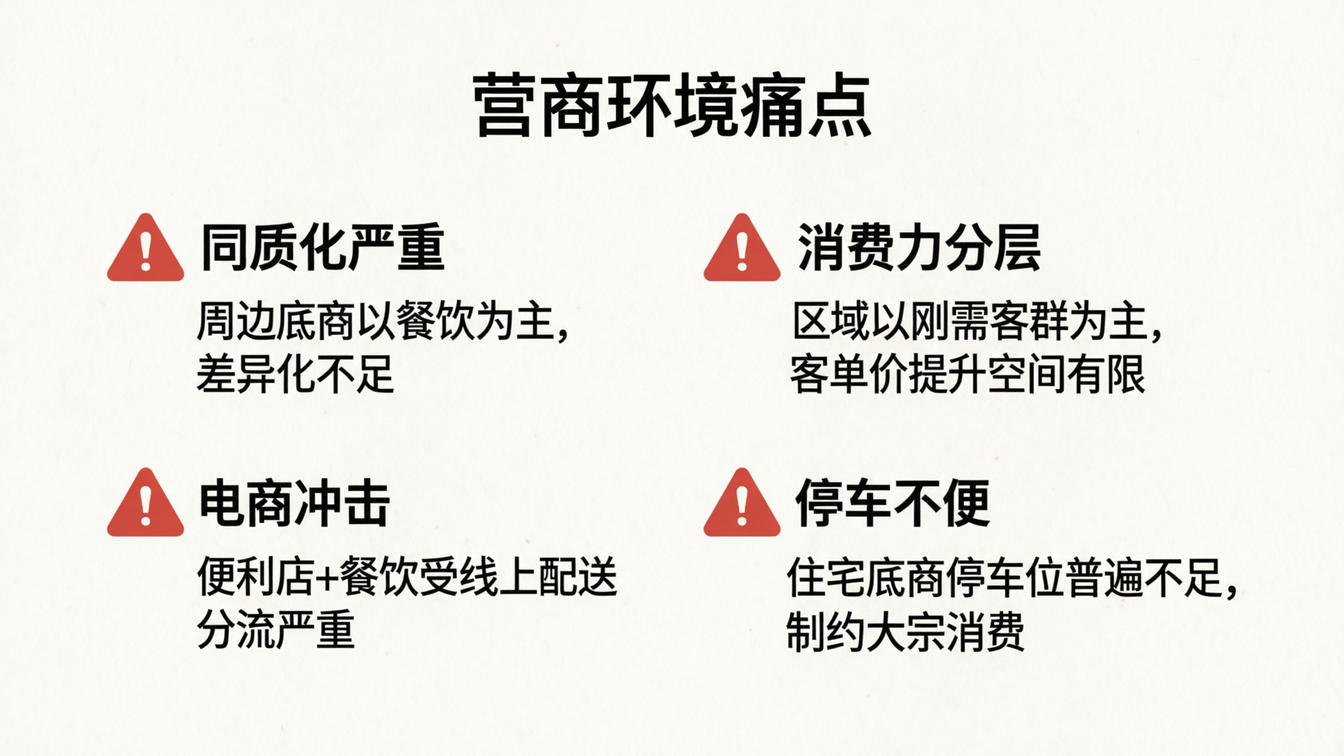 营商环境痛点
同质化严重
周边底商以餐饮为主，
差异化不足
消费力分层
区域以刚需客群为主，
客单价提升空间有限
电商冲击
便利店+餐饮受线上配送
分流严重
停车不便
住宅底商停车位普遍不足，
制约大宗消费